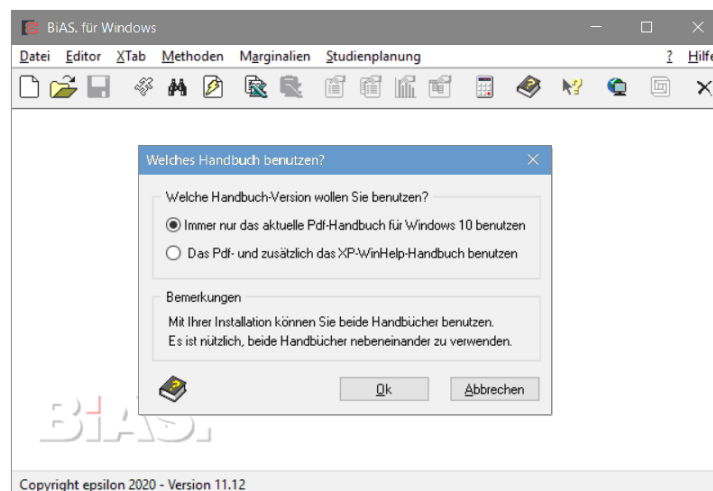 BiAS. für Windows
Datei Editor XTab Methoden Marginalien Studienplanung ? Hilfe
Welches Handbuch benutzen?
Welche Handbuch-Version wollen Sie benutzen?
Immer nur das aktuelle Pdf-Handbuch für Windows 10 benutzen
Das Pdf- und zusätzlich das XP-WinHelp-Handbuch benutzen
Bemerkungen
Mit Ihrer Installation können Sie beide Handbücher benutzen.
Es ist nützlich, beide Handbücher nebeneinander zu verwenden.
Ok Abbrechen
BiAS.
Copyright epsilon 2020 - Version 11.12